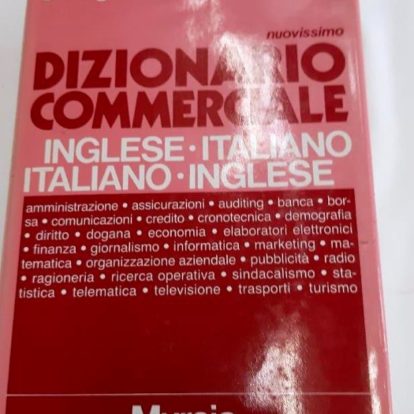 nuovissimo
DIZIONARIO
COMMERCIALE
INGLESE • ITALIANO
ITALIANO • INGLESE
amministrazione • assicurazioni • auditing • banca • bor-
sa • comunicazioni • credito • cronotecnica • demografia
• diritto • dogana • economia • elaboratori elettronici
• finanza • giornalismo • informatica • marketing • ma-
tematica • organizzazione aziendale • pubblicità • radio
• ragioneria • ricerca operativa • sindacalismo • sta-
tistica • telematica • televisione • trasporti • turismo